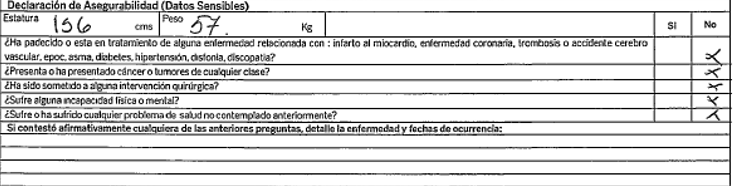 Declaración de Asegurabilidad (Datos Sensibles)
Estatura 156 cms Peso 57. Kg SI No
¿Ha padecido o esta en tratamiento de alguna enfermedad relacionada con : infarto al miocardio, enfermedad coronaria, trombosis o accidente cerebro
vascular, epoc, asma, diabetes, hipertensión, disfonia, discopatia? X
¿Presenta o ha presentado cáncer o tumores de cualquier clase? X
¿Ha sido sometido a alguna intervención quirúrgica? X
¿Sufre alguna incapacidad física o mental? X
¿Sufre o ha sufrido cualquier problema de salud no contemplado anteriormente? X
Si contestó afirmativamente cualquiera de las anteriores preguntas, detalle la enfermedad y fechas de ocurrencia: